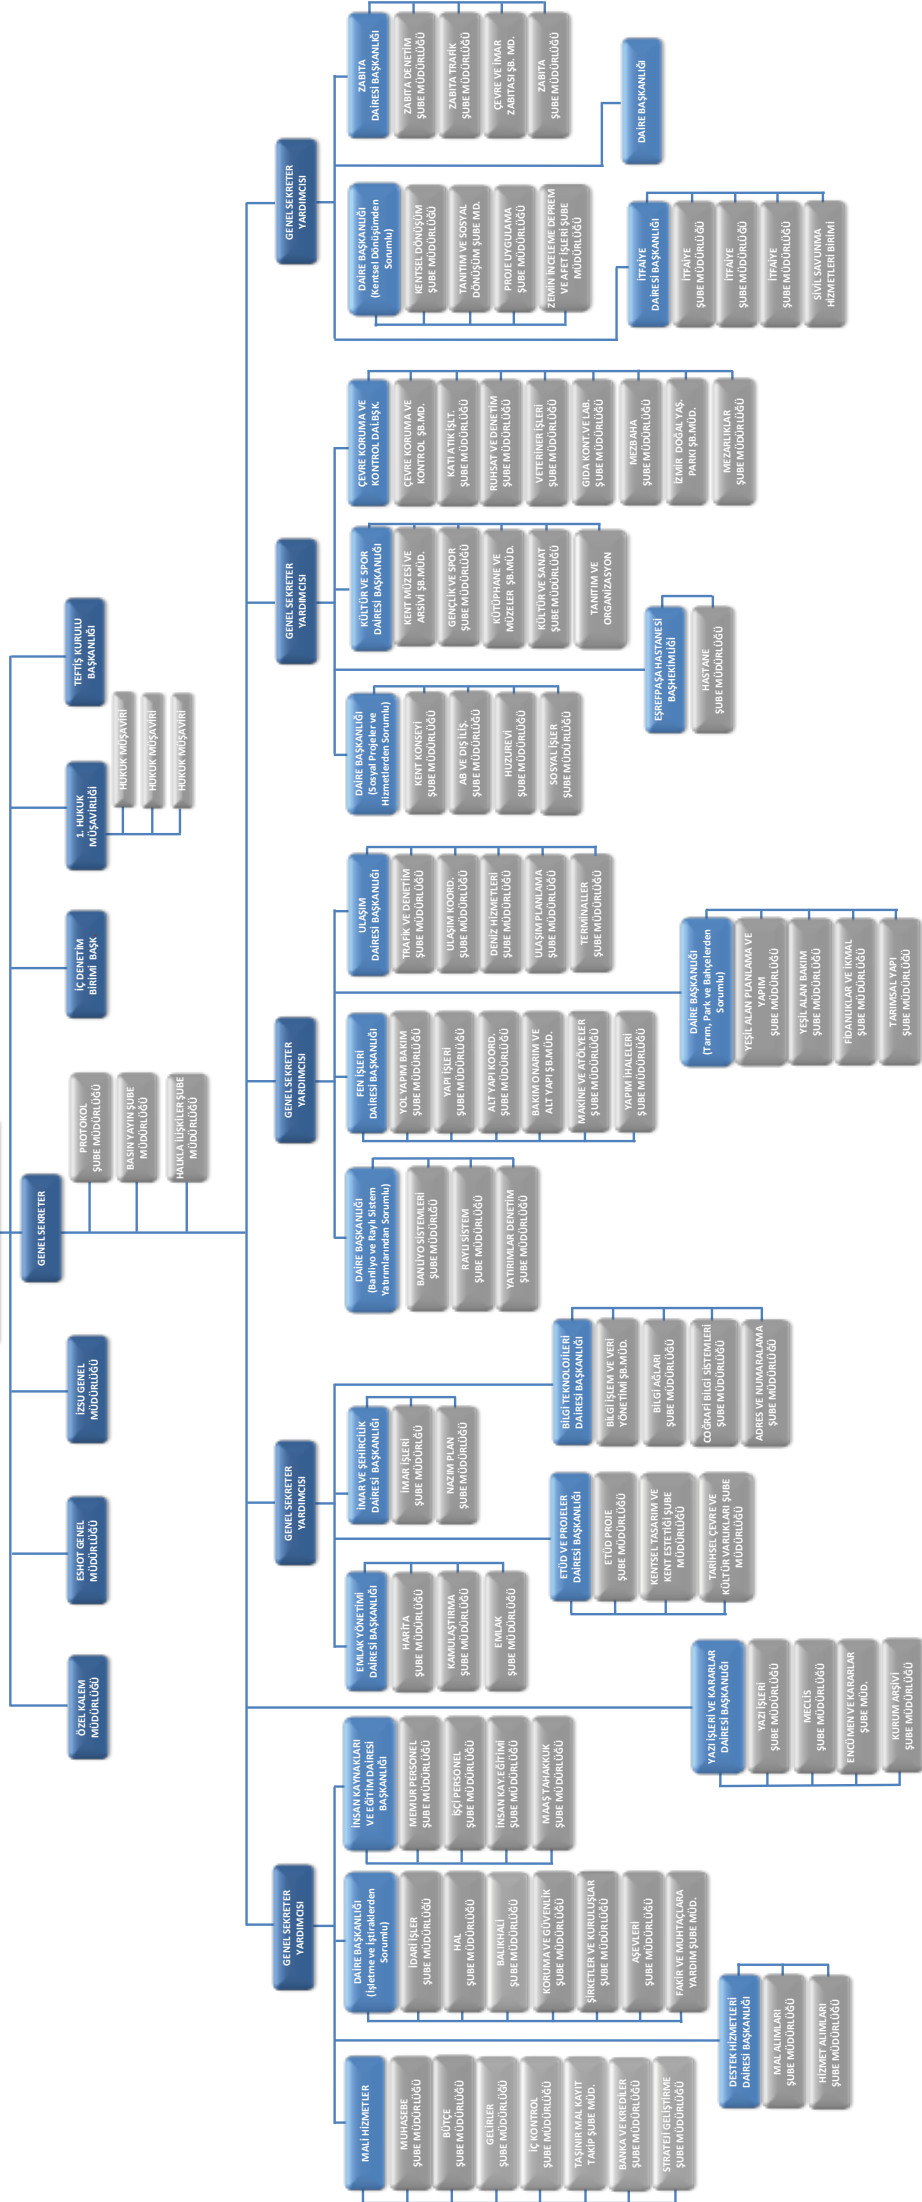 ÖZEL KALEM
MÜDÜRLÜĞÜ
ESHOT GENEL
MÜDÜRLÜĞÜ
İZSU GENEL
MÜDÜRLÜĞÜ
GENEL SEKRETER
İÇ DENETİM
BİRİMİ BAŞK
1. HUKUK
MÜŞAVİRLİĞİ
TEFTİŞ KURULU
BAŞKANLIĞI
PROTOKOL
ŞUBE MÜDÜRLÜĞÜ
BASIN YAYIN ŞUBE
MÜDÜRLÜĞÜ
HALKLA İLİŞKİLER ŞUBE
MÜDÜRLÜĞÜ
HUKUK MÜŞAVİRİ
HUKUK MÜŞAVİRİ
HUKUK MÜŞAVİRİ
GENEL SEKRETER
YARDIMCISI
MALİ HİZMETLER
MUHASEBE
ŞUBE MÜDÜRLÜĞÜ
BÜTÇE
ŞUBE MÜDÜRLÜĞÜ
GELİRLER
ŞUBE MÜDÜRLÜĞÜ
İÇ KONTROL
ŞUBE MÜDÜRLÜĞÜ
TAŞINIR MAL KAYIT
TAKİP ŞUBE MÜD.
BANKA VE KREDİLER
ŞUBE MÜDÜRLÜĞÜ
STRATEJİ GELİŞTİRME
ŞUBE MÜDÜRLÜĞÜ
DAİRE BAŞKANLIĞI
(İşletme ve İştiraklerden
Sorumlu)
İDARİ İŞLER
ŞUBE MÜDÜRLÜĞÜ
HAL
ŞUBE MÜDÜRLÜĞÜ
BALIKHALİ
ŞUBE MÜDÜRLÜĞÜ
KORUMA VE GÜVENLİK
ŞUBE MÜDÜRLÜĞÜ
ŞİRKETLER VE KURULUŞLAR
ŞUBE MÜDÜRLÜĞÜ
AŞEVLERİ
ŞUBE MÜDÜRLÜĞÜ
FAKİR VE MUHTAÇLARA
YARDIM ŞUBE MÜD.
İNSAN KAYNAKLARI
VE EĞİTİM DAİRESİ
BAŞKANLIĞI
MEMUR PERSONEL
ŞUBE MÜDÜRLÜĞÜ
İŞÇİ PERSONEL
ŞUBE MÜDÜRLÜĞÜ
İNSAN KAY.EĞİTİMİ
ŞUBE MÜDÜRLÜĞÜ
MAAŞ TAHAKKUK
ŞUBE MÜDÜRLÜĞÜ
DESTEK HİZMETLERİ
DAİRESİ BAŞKANLIĞI
MAL ALIMLARI
ŞUBE MÜDÜRLÜĞÜ
HİZMET ALIMLARI
ŞUBE MÜDÜRLÜĞÜ
YAZI İŞLERİ VE KARARLAR
DAİRESİ BAŞKANLIĞI
YAZI İŞLERİ
ŞUBE MÜDÜRLÜĞÜ
MECLİS
ŞUBE MÜDÜRLÜĞÜ
ENCÜMEN VE KARARLAR
ŞUBE MÜD.
KURUM ARŞİVİ
ŞUBE MÜDÜRLÜĞÜ
GENEL SEKRETER
YARDIMCISI
EMLAK YÖNETİMİ
DAİRESİ BAŞKANLIĞI
HARİTA
ŞUBE MÜDÜRLÜĞÜ
KAMULAŞTIRMA
ŞUBE MÜDÜRLÜĞÜ
EMLAK
ŞUBE MÜDÜRLÜĞÜ
İMAR VE ŞEHİRCİLİK
DAİRESİ BAŞKANLIĞI
İMAR İŞLERİ
ŞUBE MÜDÜRLĞÜ
NAZIM PLAN
ŞUBE MÜDÜRLÜĞÜ
ETÜD VE PROJELER
DAİRESİ BAŞKANLIĞI
ETÜD PROJE
ŞUBE MÜDÜRLÜĞÜ
KENTSEL TASARIM VE
KENT ESTETİĞİ ŞUBE
MÜDÜRLÜĞÜ
TARİHSEL ÇEVRE VE
KÜLTÜR VARLIKLARI ŞUBE
MÜDÜRLÜĞÜ
BİLGİ TEKNOLOJİLERİ
DAİRESİ BAŞKANLIĞI
BİLGİ İŞLEM VE VERİ
YÖNETİMİ ŞB.MÜD.
BİLGİ AĞLARI
ŞUBE MÜDÜRLÜĞÜ
COĞRAFİ BİLGİ SİSTEMLERİ
ŞUBE MÜDÜRLÜĞÜ
ADRES VE NUMARALAMA
ŞUBE MÜDÜRLÜĞÜ
GENEL SEKRETER
YARDIMCISI
DAİRE BAŞKANLIĞI
(Banliyo ve Raylı Sistem
Yatırımlarından Sorumlu)
BANLİYO SİSTEMLERİ
ŞUBE MÜDÜRLĞÜ
RAYLI SİSTEM
ŞUBE MÜDÜRLÜĞÜ
YATIRIMLAR DENETİM
ŞUBE MÜDÜRLÜĞÜ
FEN İŞLERİ
DAİRESİ BAŞKANLIĞI
YOL YAPIM BAKIM
ŞUBE MÜDÜRLÜĞÜ
YAPI İŞLERİ
ŞUBE MÜDÜRLÜĞÜ
ALT YAPI KOORD.
ŞUBE MÜDÜRLÜĞÜ
BAKIM ONARIM VE
ALT YAPI ŞB.MÜD.
MAKİNE VE ATÖLYELER
ŞUBE MÜDÜRLÜĞÜ
YAPIM İHALELERİ
ŞUBE MÜDÜRLÜĞÜ
ULAŞIM
DAİRESİ BAŞKANLIĞI
TRAFİK VE DENETİM
ŞUBE MÜDÜRLÜĞÜ
ULAŞIM KOORD.
ŞUBE MÜDÜRLÜĞÜ
DENİZ HİZMETLERİ
ŞUBE MÜDÜRLÜĞÜ
ULAŞIM PLANLAMA
ŞUBE MÜDÜRLÜĞÜ
TERMİNALLER
ŞUBE MÜDÜRLÜĞÜ
DAİRE BAŞKANLIĞI
(Tarım, Park ve Bahçelerden
Sorumlu)
YEŞİL ALAN PLANLAMA VE
YAPIM
ŞUBE MÜDÜRLÜĞÜ
YEŞİL ALAN BAKIM
ŞUBE MÜDÜRLÜĞÜ
FİDANLIKLAR VE İKMAL
ŞUBE MÜDÜRLÜĞÜ
TARIMSAL YAPI
ŞUBE MÜDÜRLÜĞÜ
GENEL SEKRETER
YARDIMCISI
DAİRE BAŞKANLIĞI
(Sosyal Projeler ve
Hizmetlerden Sorumlu)
KENT KONSEYİ
ŞUBE MÜDÜRLÜĞÜ
AB VE DIŞ İLİŞ.
ŞUBE MÜDÜRLÜĞÜ
HUZUREVİ
ŞUBE MÜDÜRLÜĞÜ
SOSYAL İŞLER
ŞUBE MÜDÜRLÜĞÜ
KÜLTÜR VE SPOR
DAİRESİ BAŞKANLIĞI
KENT MÜZESİ VE
ARŞİVİ ŞB.MÜD.
GENÇLİK VE SPOR
ŞUBE MÜDÜRLÜĞÜ
KÜTÜPHANE VE
MÜZELER ŞB.MÜD.
KÜLTÜR VE SANAT
ŞUBE MÜDÜRLÜĞÜ
TANITIM VE
ORGANİZASYON
EŞREFPAŞA HASTANESİ
BAŞHEKİMLİĞİ
HASTANE
ŞUBE MÜDÜRLÜĞÜ
ÇEVRE KORUMA VE
KONTROL DAİ.BŞK.
ÇEVRE KORUMA VE
KONTROL ŞB.MD.
KATI ATIK İŞLT.
ŞUBE MÜDÜRLÜĞÜ
RUHSAT VE DENETİM
ŞUBE MÜDÜRLÜĞÜ
VETERİNER İŞLERİ
ŞUBE MÜDÜRLÜĞÜ
GIDA KONT.VE LAB.
ŞUBE MÜDÜRLÜĞÜ
MEZBAHA
ŞUBE MÜDÜRLÜĞÜ
İZMİR DOĞAL YAŞ.
PARKI ŞB.MÜD.
MEZARLIKLAR
ŞUBE MÜDÜRLÜĞÜ
GENEL SEKRETER
YARDIMCISI
DAİRE BAŞKANLIĞI
(Kentsel Dönüşümden
Sorumlu)
KENTSEL DÖNÜŞÜM
ŞUBE MÜDÜRLÜĞÜ
TANITIM VE SOSYAL
DÖNÜŞÜM ŞUBE MD.
PROJE UYGULAMA
ŞUBE MÜDÜRLÜĞÜ
ZEMİN İNCELEME DEPREM
VE AFET İŞLERİ ŞUBE
MÜDÜRLÜĞÜ
ZABITA
DAİRESİ BAŞKANLIĞI
ZABITA DENETİM
ŞUBE MÜDÜRLÜĞÜ
ZABITA TRAFİK
ŞUBE MÜDÜRLÜĞÜ
ÇEVRE VE İMAR
ZABITASI ŞB. MD.
ZABITA
ŞUBE MÜDÜRLÜĞÜ
İTFAİYE
DAİRESİ BAŞKANLIĞI
İTFAİYE
ŞUBE MÜDÜRLÜĞÜ
İTFAİYE
ŞUBE MÜDÜRLÜĞÜ
İTFAİYE
ŞUBE MÜDÜRLÜĞÜ
SİVİL SAVUNMA
HİZMETLERİ BİRİMİ
DAİRE BAŞKANLIĞI